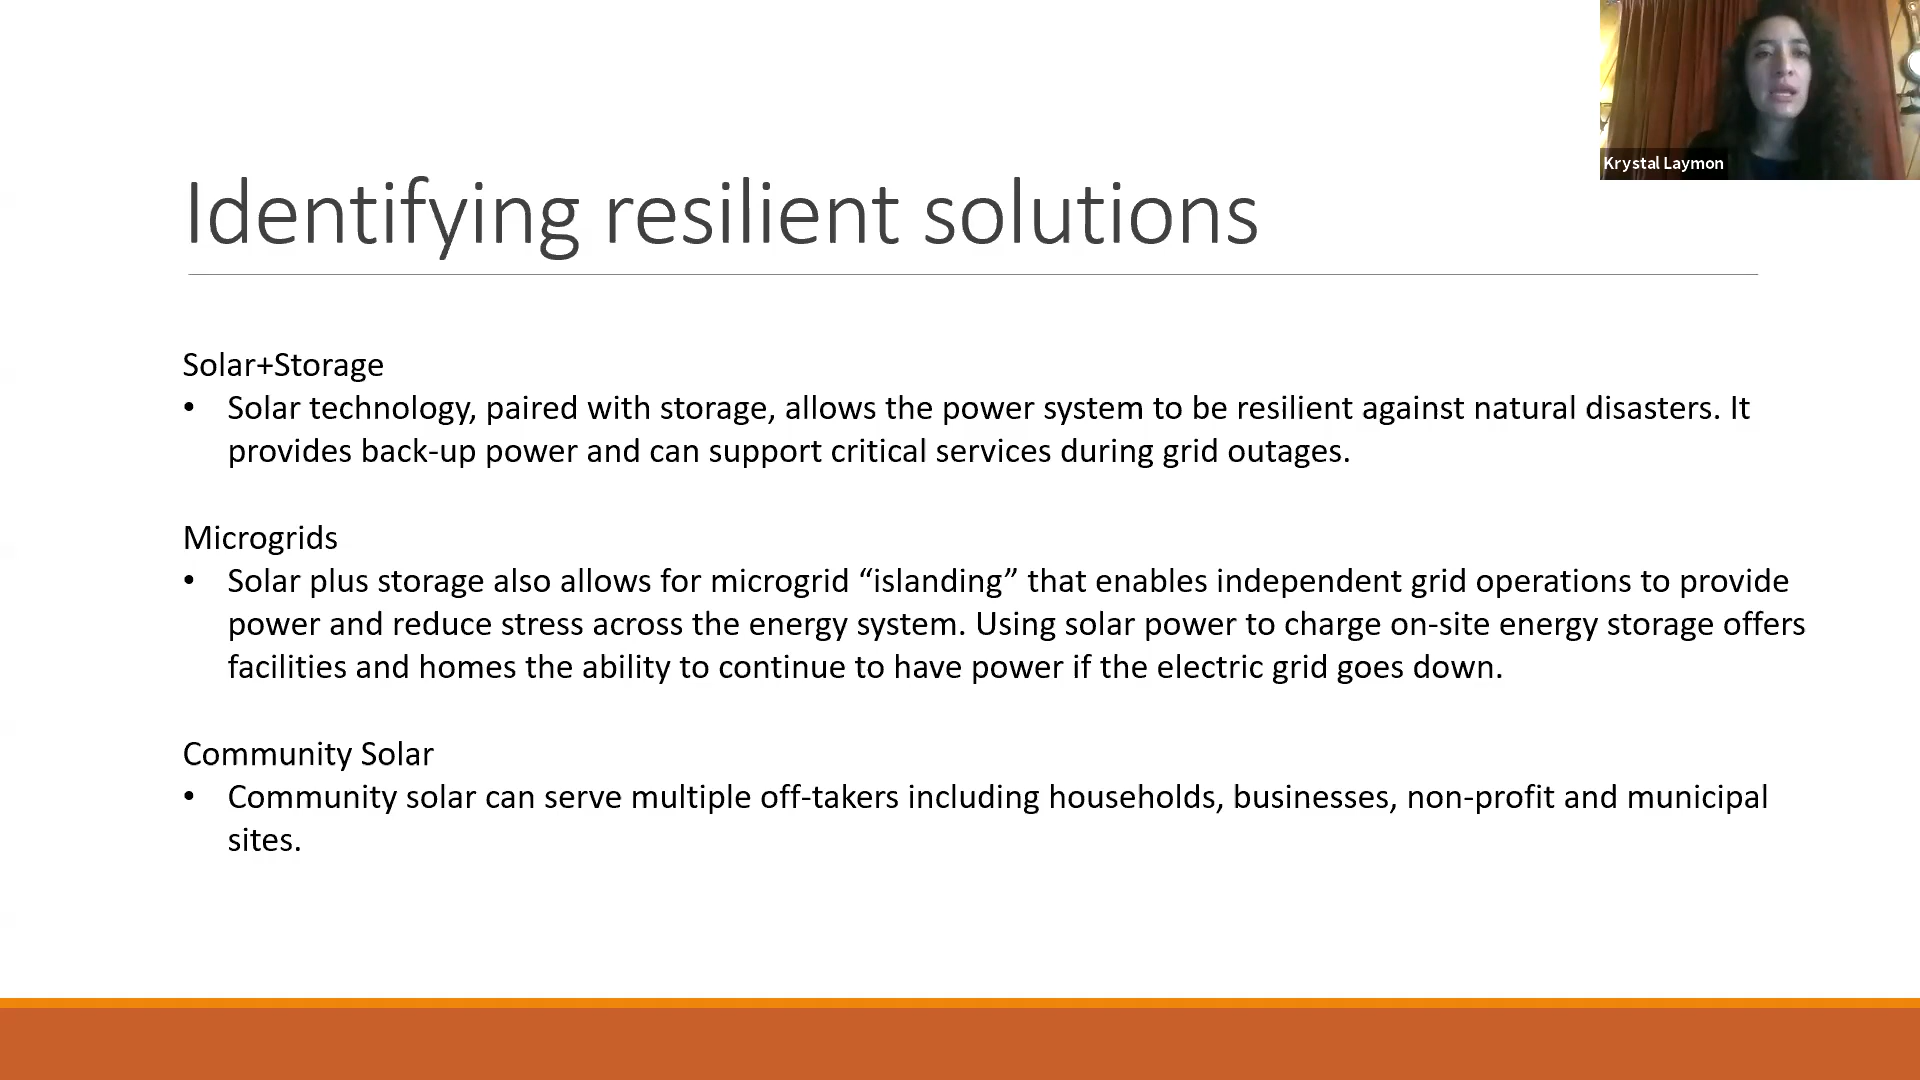 Krystal Laymon
Identifying resilient solutions
Solar+Storage
• Solar technology, paired with storage, allows the power system to be resilient against natural disasters. It
provides back-up power and can support critical services during grid outages.
Microgrids
• Solar plus storage also allows for microgrid “islanding” that enables independent grid operations to provide
power and reduce stress across the energy system. Using solar power to charge on-site energy storage offers
facilities and homes the ability to continue to have power if the electric grid goes down.
Community Solar
• Community solar can serve multiple off-takers including households, businesses, non-profit and municipal
sites.